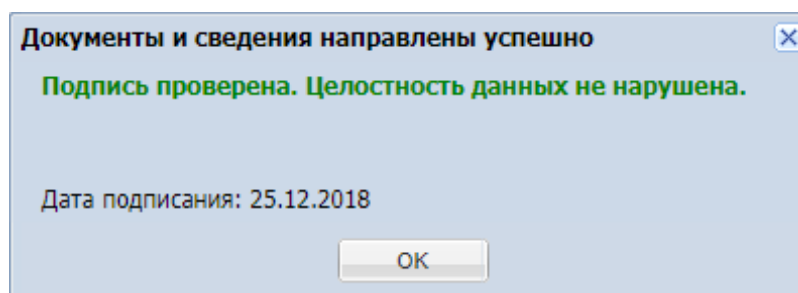 Документы и сведения направлены успешно
Подпись проверена. Целостность данных не нарушена.
Дата подписания: 25.12.2018
OK